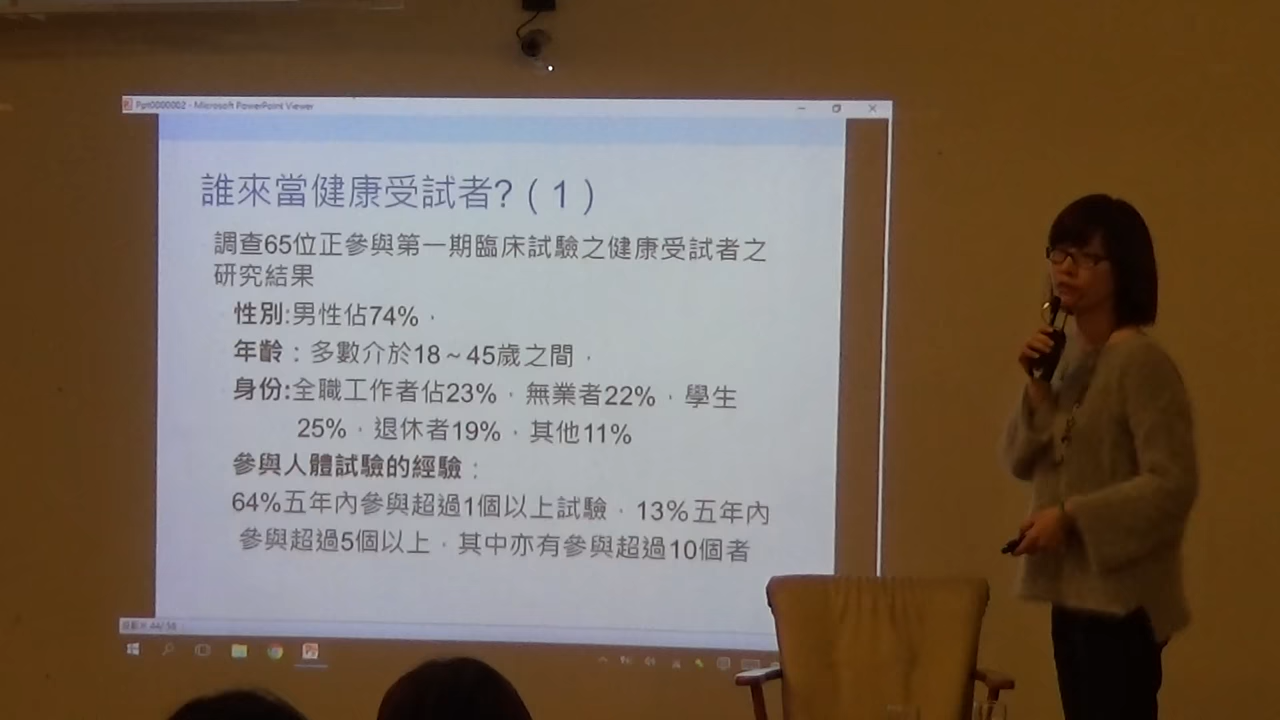 Ppt0000002 - Microsoft PowerPoint Viewer
誰來當健康受試者?（1）
調查65位正參與第一期臨床試驗之健康受試者之
研究結果
性別:男性佔74%，
年齡：多數介於18～45歲之間，
身份:全職工作者佔23%，無業者22%，學生
25%，退休者19%，其他11%
參與人體試驗的經驗：
64%五年內參與超過1個以上試驗，13%五年內
參與超過5個以上，其中亦有參與超過10個者